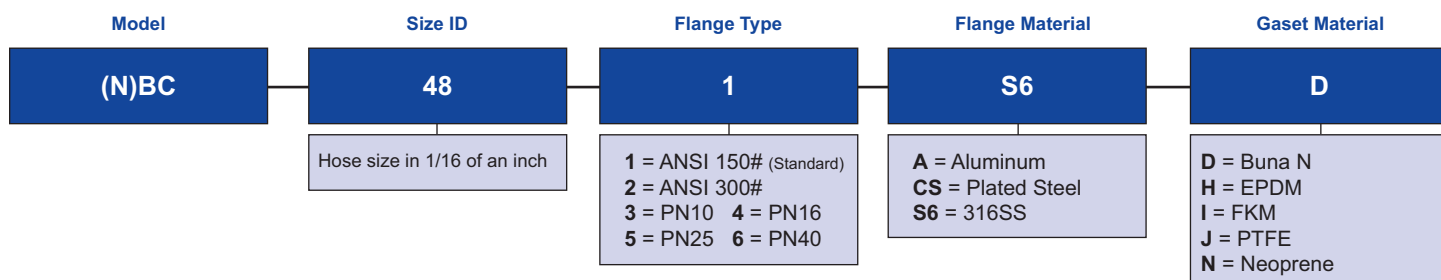 Model
Size ID
Flange Type
Flange Material
Gaset Material
(N)BC
48
1
S6
D
Hose size in 1/16 of an inch
1 = ANSI 150# (Standard)
2 = ANSI 300#
3 = PN10 4 = PN16
5 = PN25 6 = PN40
A = Aluminum
CS = Plated Steel
S6 = 316SS
D = Buna N
H = EPDM
I = FKM
J = PTFE
N = Neoprene